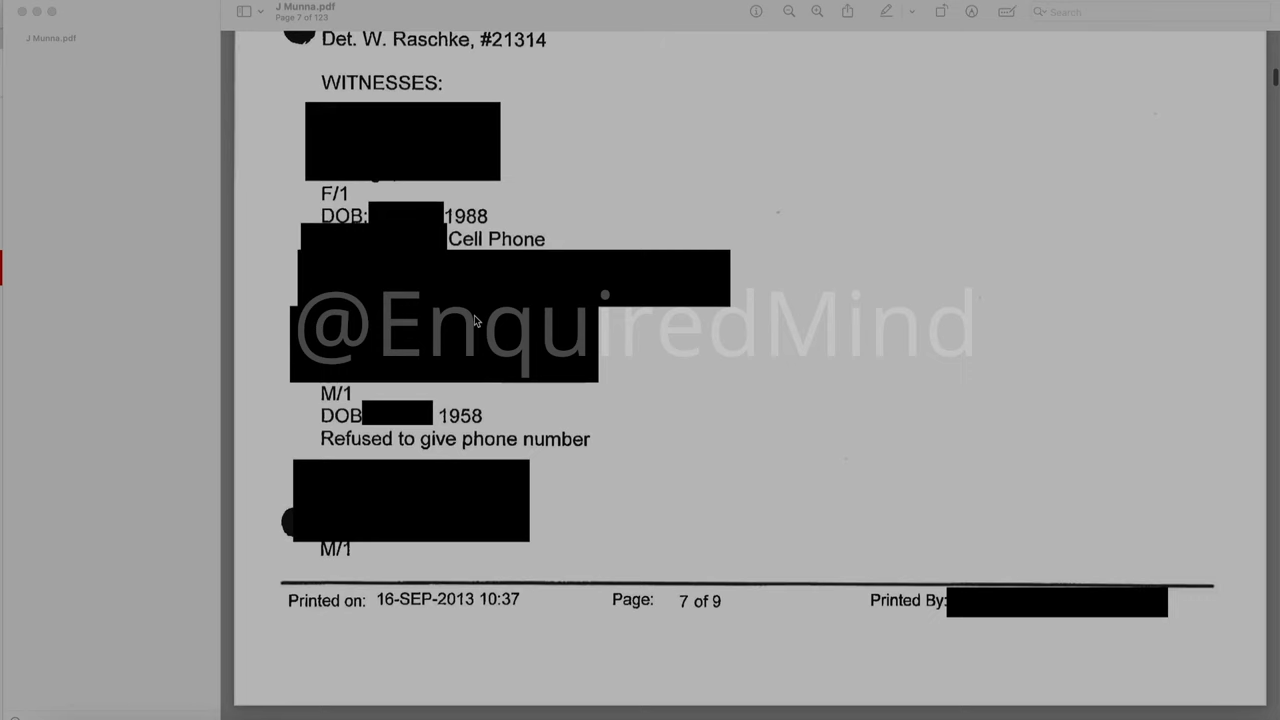 J Munna.pdf
Page 7 of 123
Search
J Munna.pdf
Det. W. Raschke, #21314
WITNESSES:
F/1
DOB: 1988
Cell Phone
@EnquiredMind
M/1
DOB 1958
Refused to give phone number
M/1
Printed on: 16-SEP-2013 10:37 Page: 7 of 9 Printed By: